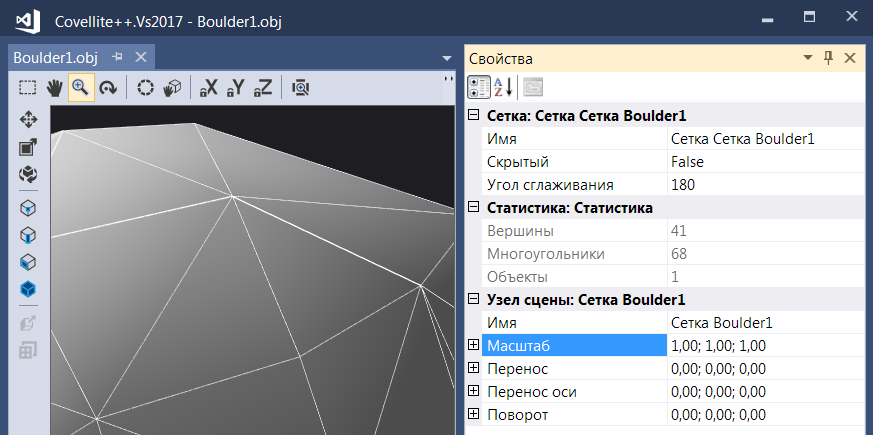 Covellite++.Vs2017 - Boulder1.obj
Boulder1.obj
X Y Z
Свойства
A Z
Сетка: Сетка Сетка Boulder1
Имя Сетка Сетка Boulder1
Скрытый False
Угол сглаживания 180
Статистика: Статистика
Вершины 41
Многоугольники 68
Объекты 1
Узел сцены: Сетка Boulder1
Имя Сетка Boulder1
Масштаб 1,00; 1,00; 1,00
Перенос 0,00; 0,00; 0,00
Перенос оси 0,00; 0,00; 0,00
Поворот 0,00; 0,00; 0,00